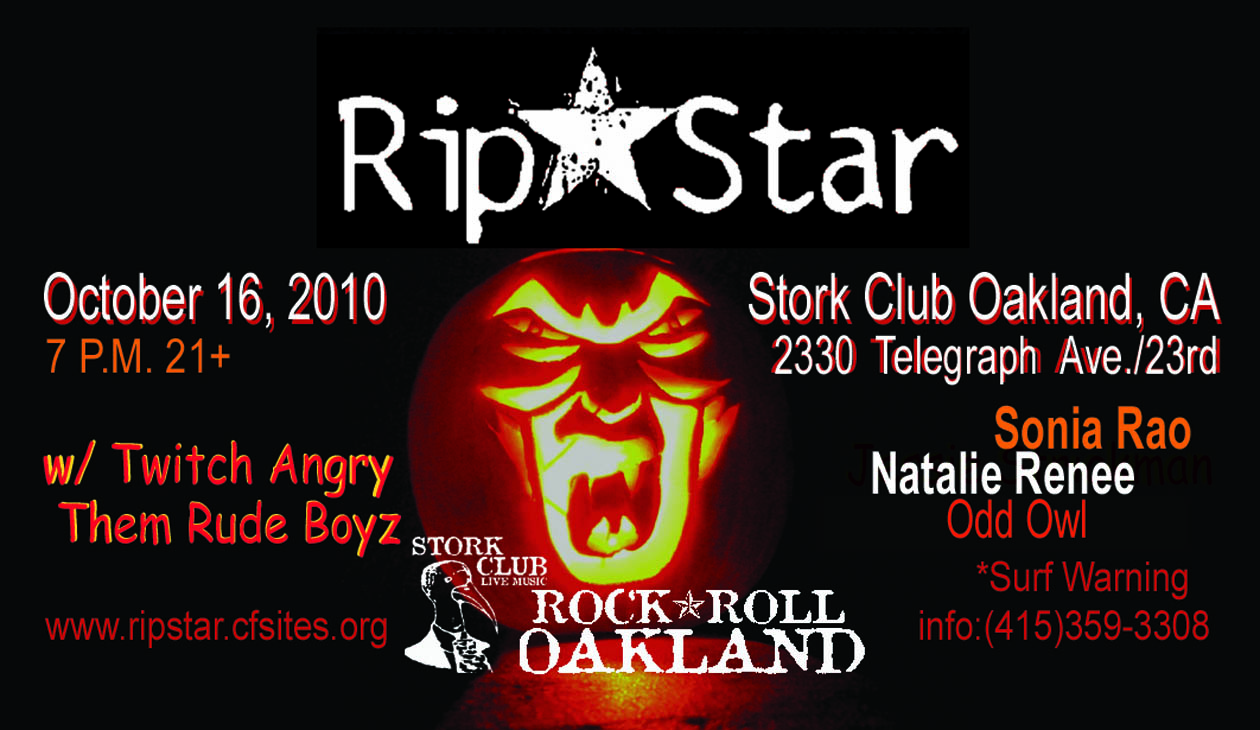 Rip★Star
October 16, 2010
7 P.M. 21+
Stork Club Oakland, CA
2330 Telegraph Ave./23rd
w/ Twitch Angry
Them Rude Boyz
Sonia Rao
Natalie Renee
Odd Owl
*Surf Warning
info:(415)359-3308
www.ripstar.cfsites.org
STORK
CLUB
LIVE MUSIC
ROCK★ROLL
OAKLAND